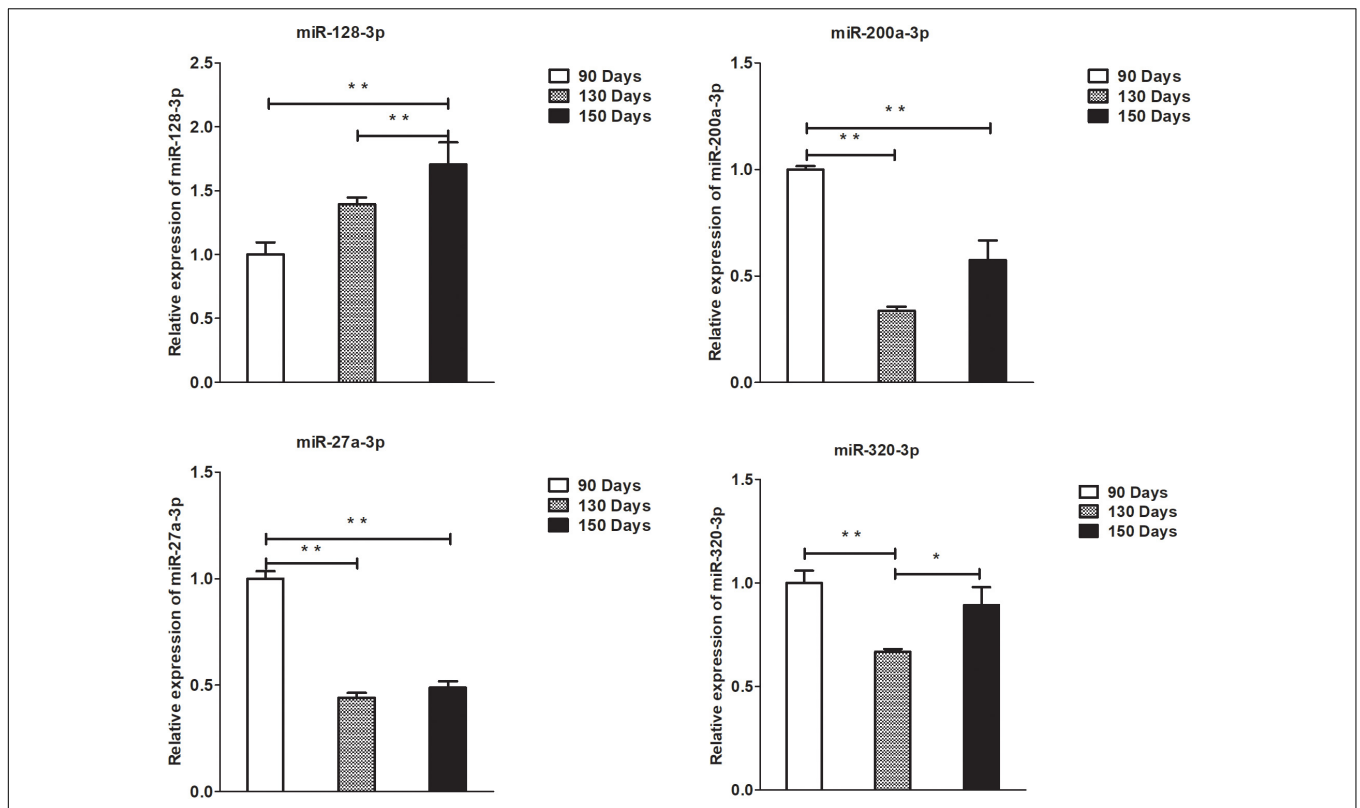 miR-128-3p
Relative expression of miR-128-3p
2.5
2.0
1.5
1.0
0.5
0.0
* *
* *
90 Days
130 Days
150 Days
miR-200a-3p
Relative expression of miR-200a-3p
1.5
1.0
0.5
0.0
* *
* *
90 Days
130 Days
150 Days
miR-27a-3p
Relative expression of miR-27a-3p
1.5
1.0
0.5
0.0
* *
* *
90 Days
130 Days
150 Days
miR-320-3p
Relative expression of miR-320-3p
1.5
1.0
0.5
0.0
* *
*
90 Days
130 Days
150 Days